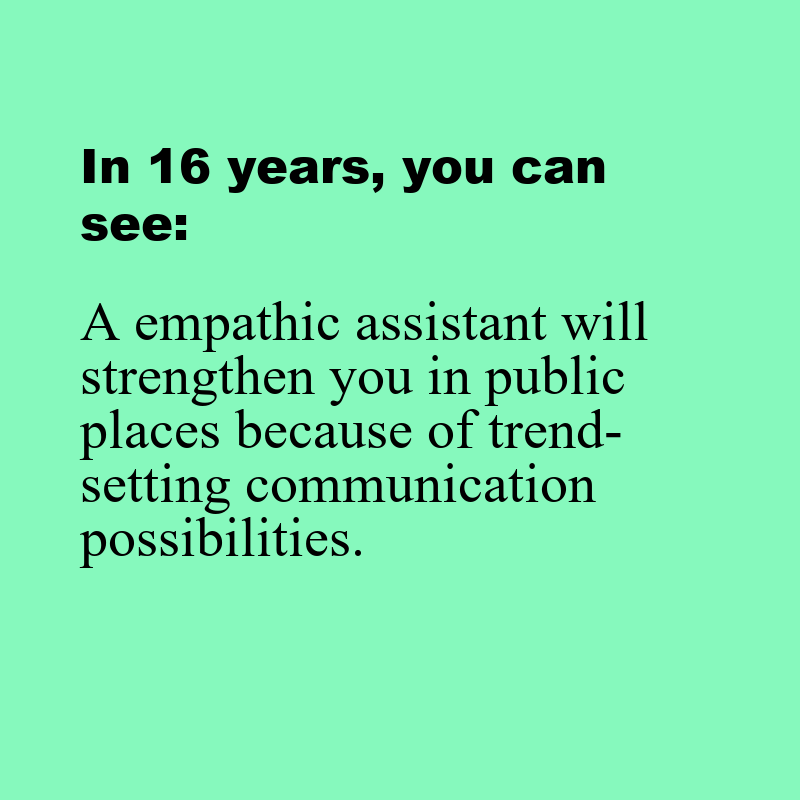 In 16 years, you can
see:
A empathic assistant will
strengthen you in public
places because of trend-
setting communication
possibilities.